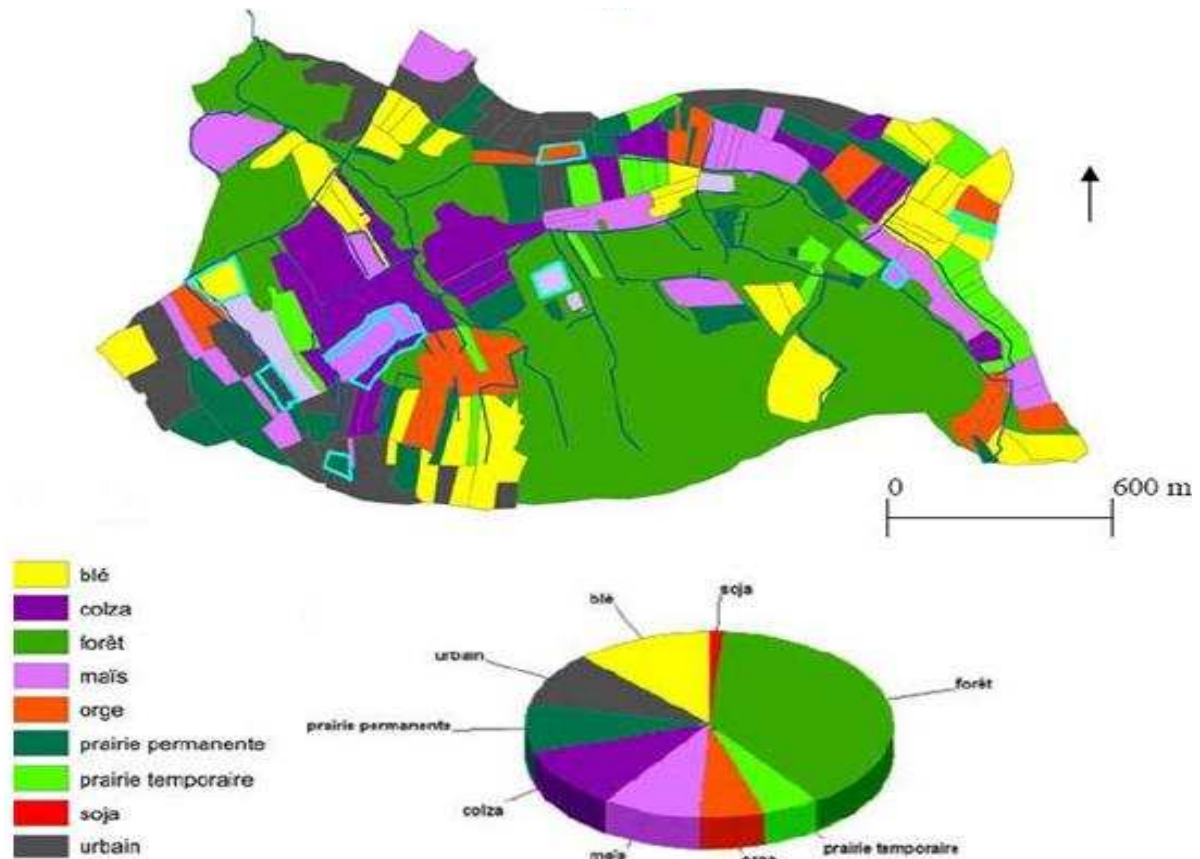 0
600 m
blé
colza
forêt
maïs
orge
prairie permanente
prairie temporaire
soja
urbain
soja
blé
urbain
forêt
prairie permanente
colza
maïs
prairie temporaire